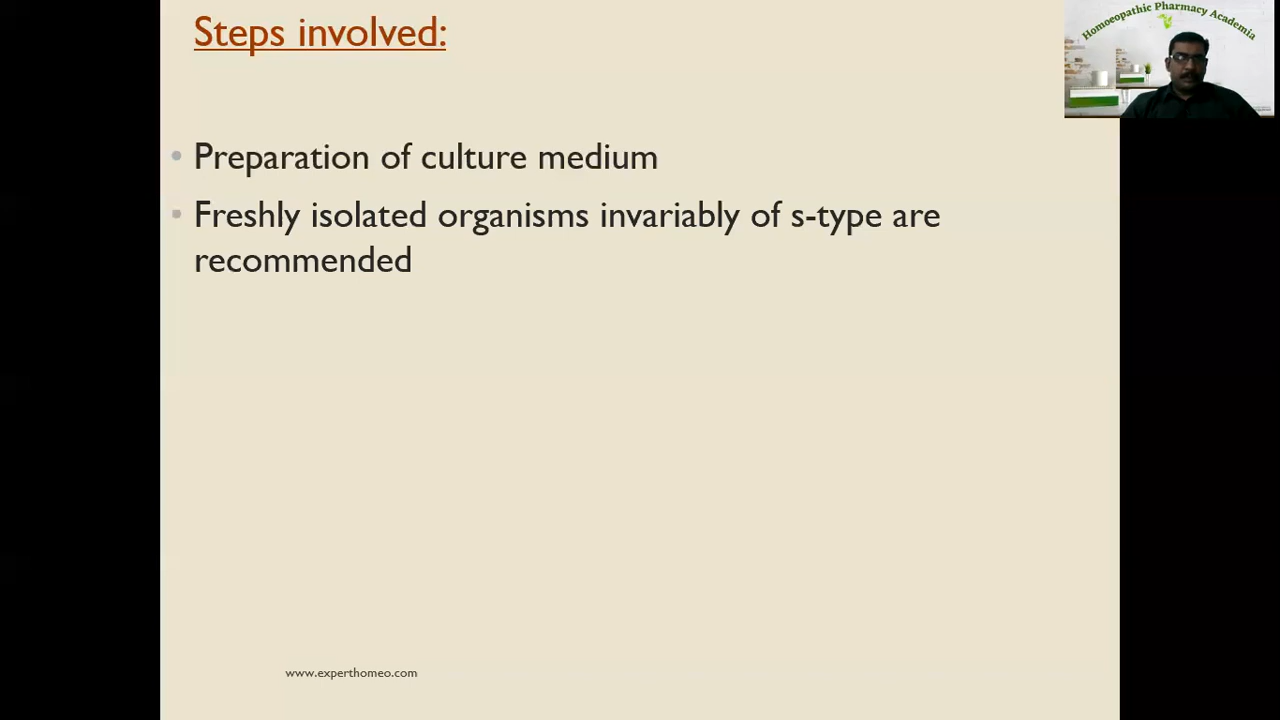 Steps involved:
Homoeopathic Pharmacy Academia
• Preparation of culture medium
• Freshly isolated organisms invariably of s-type are
recommended
www.experthomeo.com